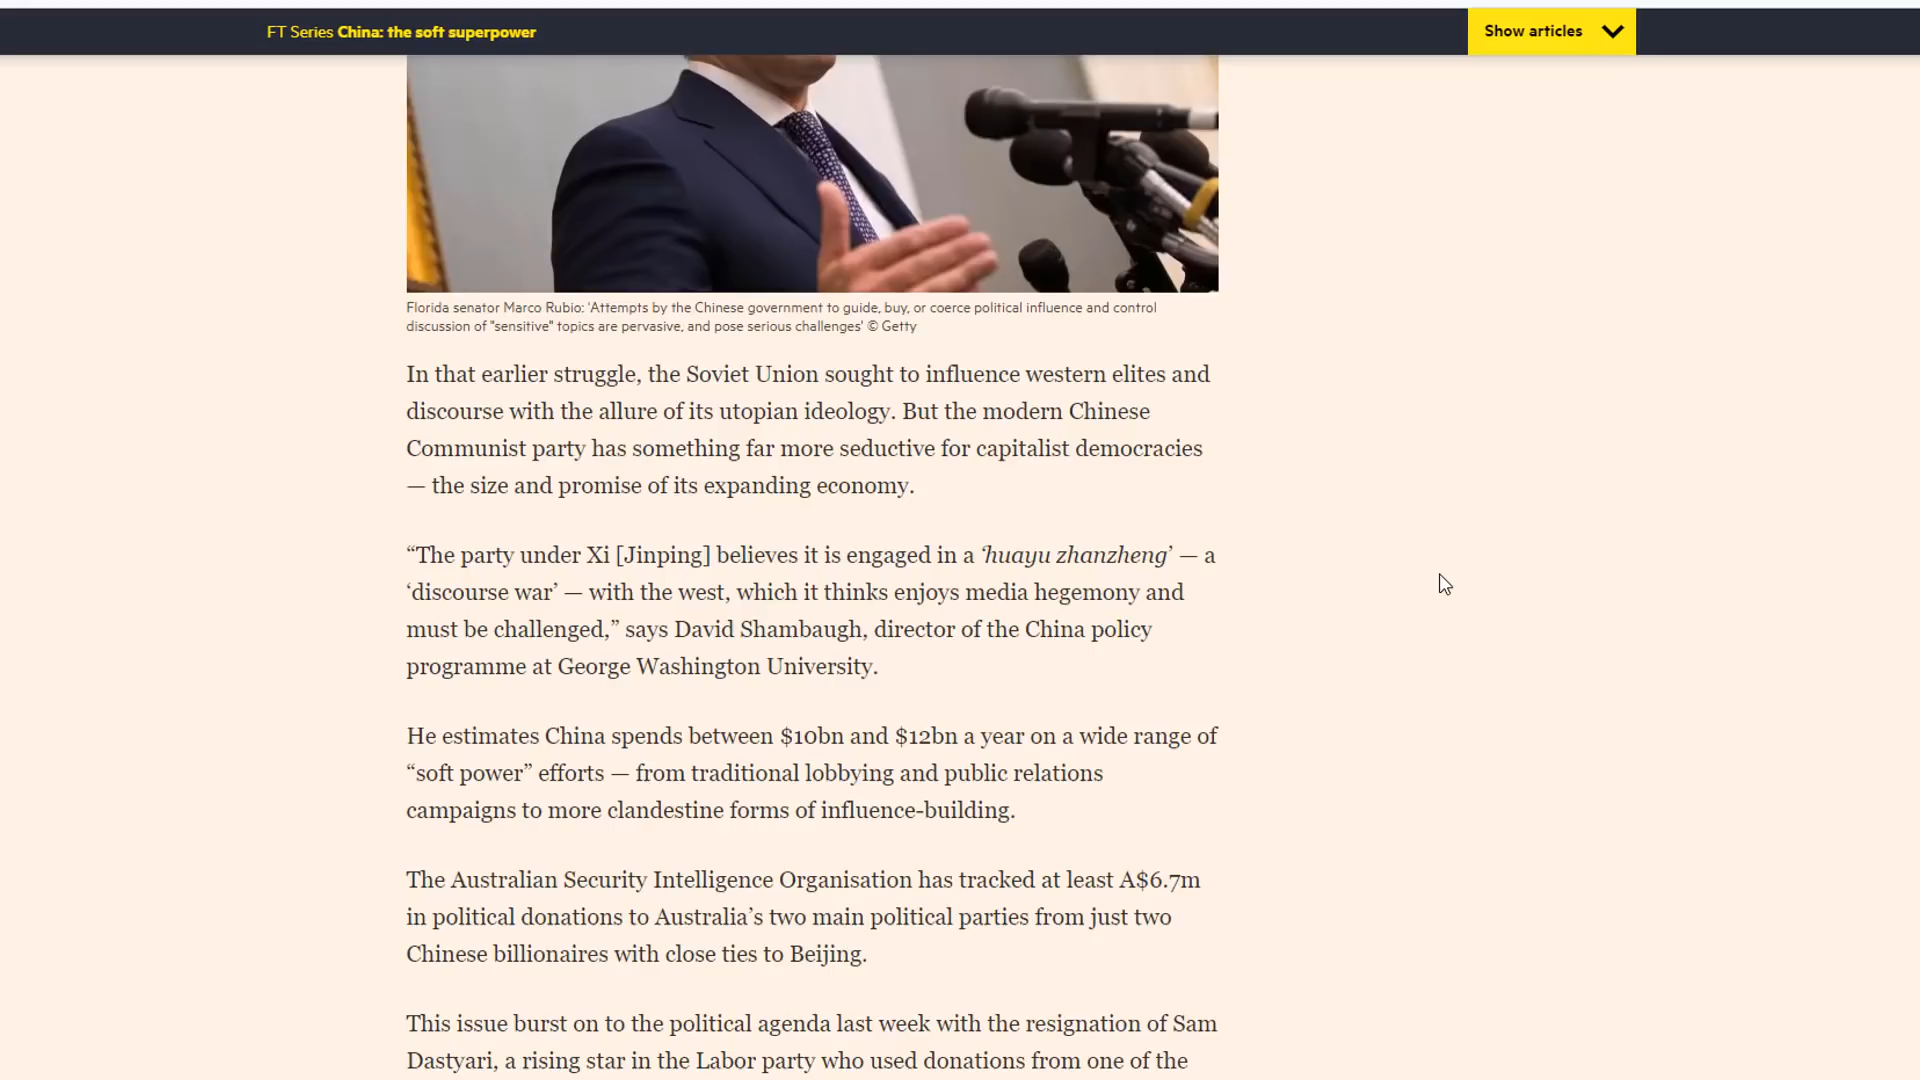 FT Series China: the soft superpower
Show articles
Florida senator Marco Rubio: 'Attempts by the Chinese government to guide, buy, or coerce political influence and control
discussion of "sensitive" topics are pervasive, and pose serious challenges' © Getty
In that earlier struggle, the Soviet Union sought to influence western elites and
discourse with the allure of its utopian ideology. But the modern Chinese
Communist party has something far more seductive for capitalist democracies
— the size and promise of its expanding economy.
“The party under Xi [Jinping] believes it is engaged in a ‘huayu zhanzheng’ — a
‘discourse war’ — with the west, which it thinks enjoys media hegemony and
must be challenged,” says David Shambaugh, director of the China policy
programme at George Washington University.
He estimates China spends between $10bn and $12bn a year on a wide range of
“soft power” efforts — from traditional lobbying and public relations
campaigns to more clandestine forms of influence-building.
The Australian Security Intelligence Organisation has tracked at least A$6.7m
in political donations to Australia’s two main political parties from just two
Chinese billionaires with close ties to Beijing.
This issue burst on to the political agenda last week with the resignation of Sam
Dastyari, a rising star in the Labor party who used donations from one of the